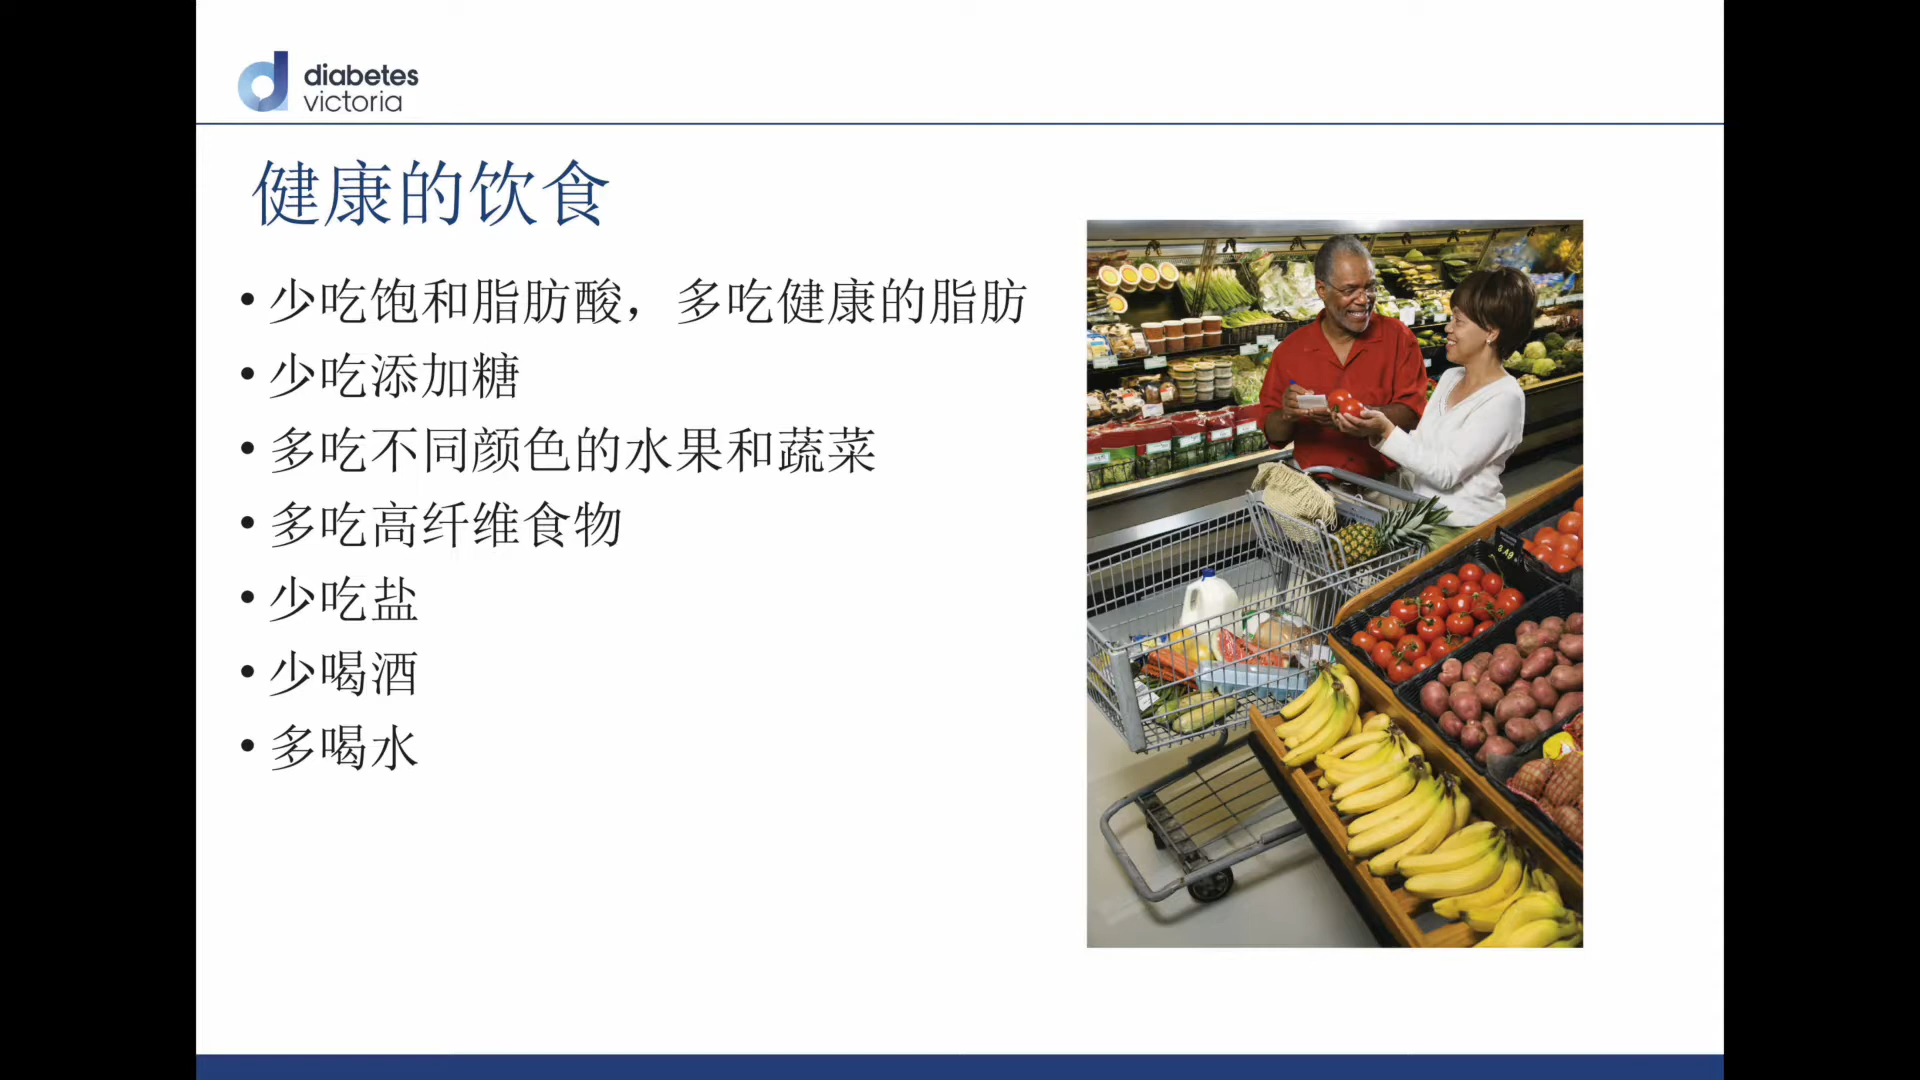 diabetes
victoria
健康的饮食
• 少吃饱和脂肪酸，多吃健康的脂肪
• 少吃添加糖
• 多吃不同颜色的水果和蔬菜
• 多吃高纤维食物
• 少吃盐
• 少喝酒
• 多喝水